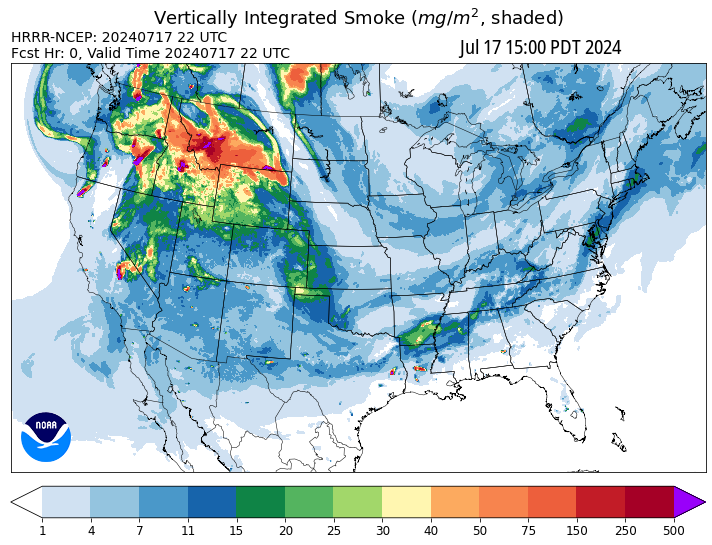 Vertically Integrated Smoke (mg/m², shaded)
HRRR-NCEP: 20240717 22 UTC
Fcst Hr: 0, Valid Time 20240717 22 UTC
Jul 17 15:00 PDT 2024
NOAA
1 4 7 11 15 20 25 30 40 50 75 150 250 500